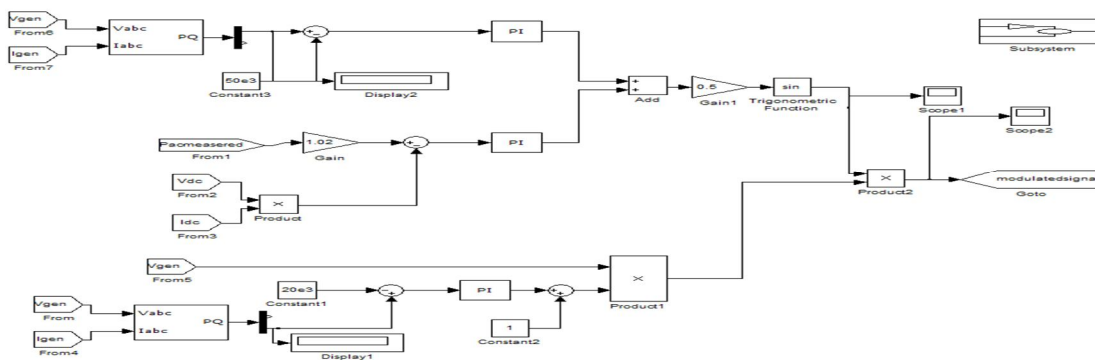 Vgen
From6
Igen
From7
Vabc
Iabc
PQ
50e3
Constant3
Display2
PI
Pacmeasered
From1
1.02
Gain
PI
Vdc
From2
Idc
From3
×
Product
Add
0.5
Gain1
sin
Trigonometric
Function
Scope1
Scope2
Subsystem
×
Product2
modulatedsigna
Goto
Vgen
From5
20e3
Constant1
PI
1
Constant2
×
Product1
Vgen
From
Igen
From4
Vabc
Iabc
PQ
Display1